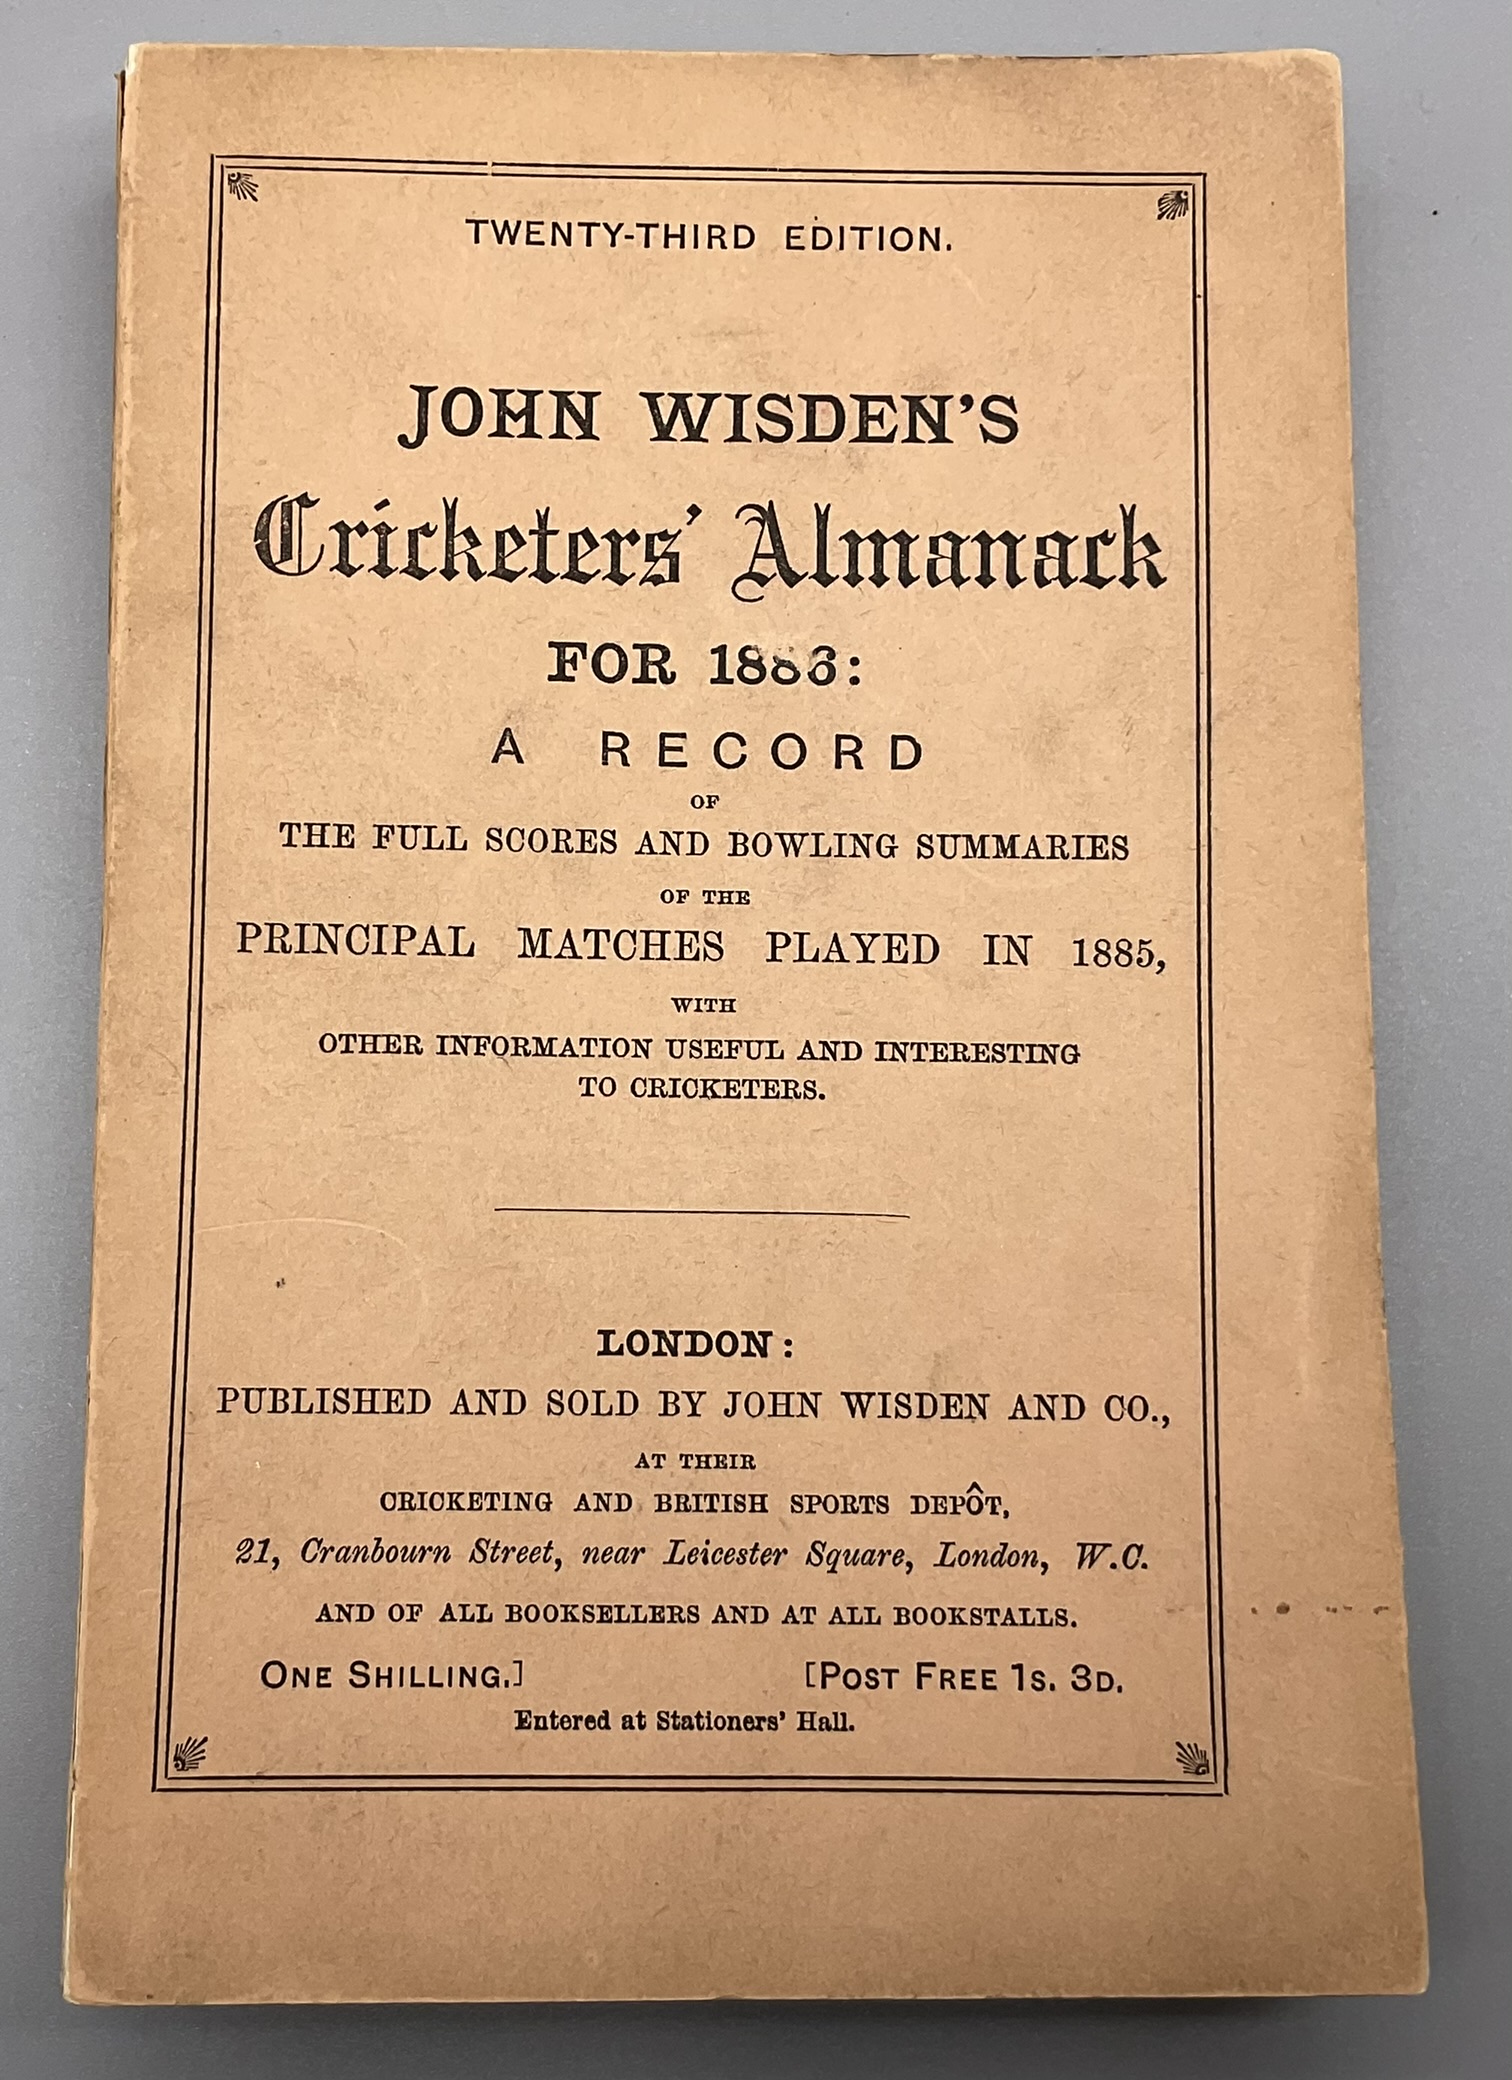 TWENTY-THIRD EDITION.
JOHN WISDEN'S
Cricketers' Almanack
FOR 1886:
A RECORD
OF
THE FULL SCORES AND BOWLING SUMMARIES
OF THE
PRINCIPAL MATCHES PLAYED IN 1885,
WITH
OTHER INFORMATION USEFUL AND INTERESTING
TO CRICKETERS.
LONDON:
PUBLISHED AND SOLD BY JOHN WISDEN AND CO.,
AT THEIR
CRICKETING AND BRITISH SPORTS DEPÔT,
21, Cranbourn Street, near Leicester Square, London, W.C.
AND OF ALL BOOKSELLERS AND AT ALL BOOKSTALLS.
ONE SHILLING.] [POST FREE 1S. 3D.
Entered at Stationers' Hall.